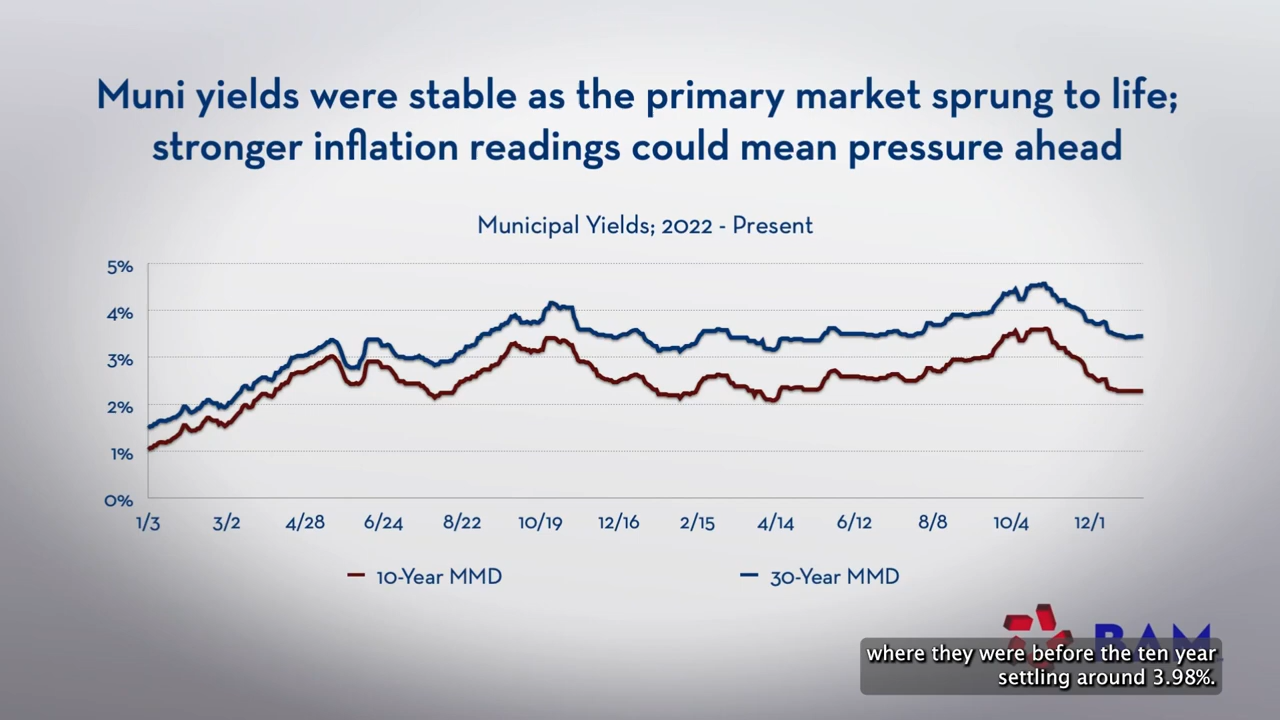 Muni yields were stable as the primary market sprung to life;
stronger inflation readings could mean pressure ahead
Municipal Yields; 2022 - Present
5%
4%
3%
2%
1%
0%
1/3 3/2 4/28 6/24 8/22 10/19 12/16 2/15 4/14 6/12 8/8 10/4 12/1
10-Year MMD 30-Year MMD
BAM
where they were before the ten year
settling around 3.98%.